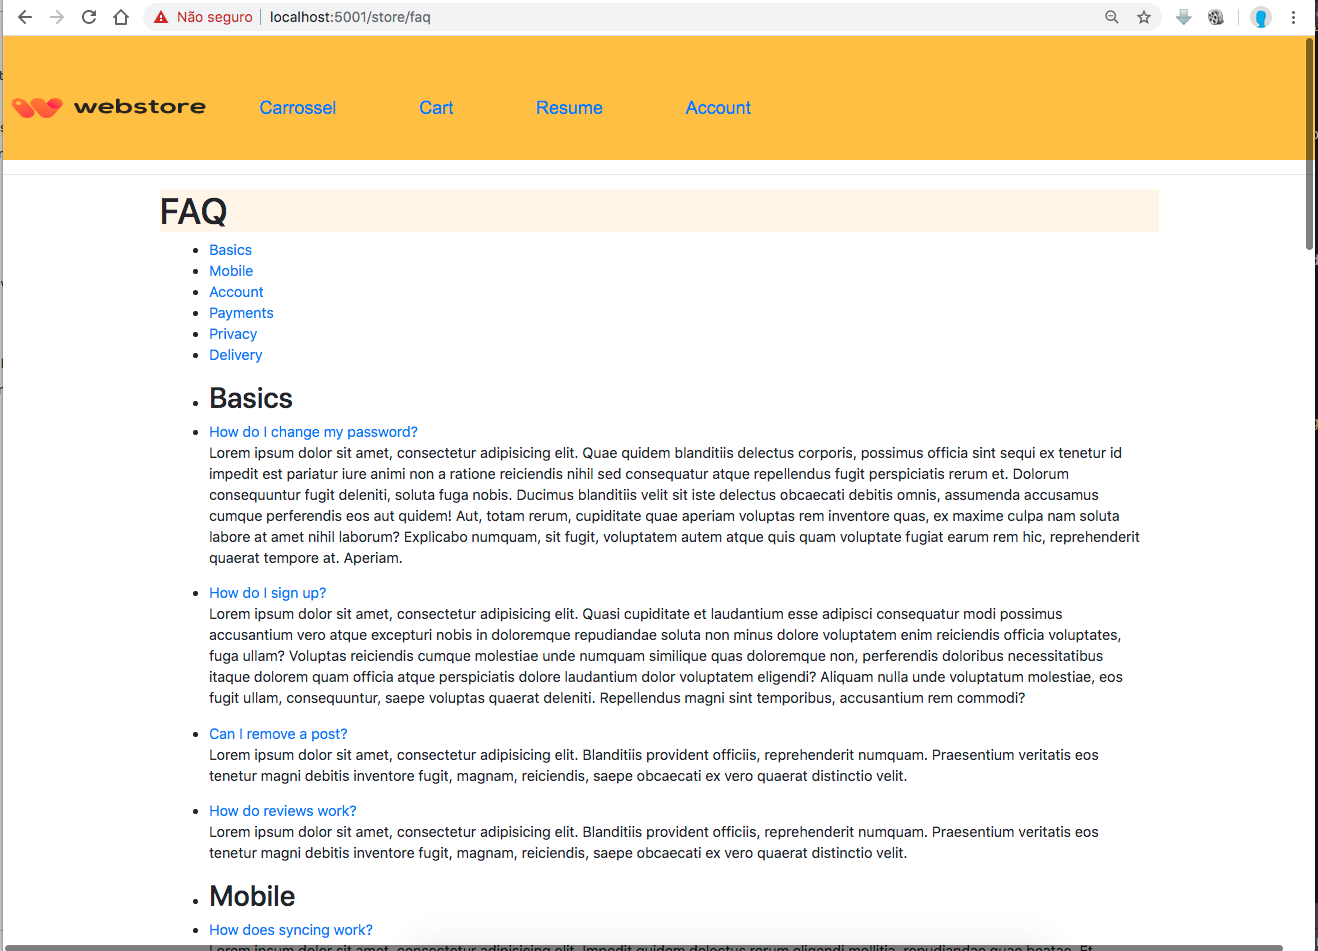 Não seguro | localhost:5001/store/faq
webstore Carrossel Cart Resume Account
FAQ
Basics
Mobile
Account
Payments
Privacy
Delivery
Basics
How do I change my password?
Lorem ipsum dolor sit amet, consectetur adipisicing elit. Quae quidem blanditiis delectus corporis, possimus officia sint sequi ex tenetur id
impedit est pariatur iure animi non a ratione reiciendis nihil sed consequatur atque repellendus fugit perspiciatis rerum et. Dolorum
consequuntur fugit deleniti, soluta fuga nobis. Ducimus blanditiis velit sit iste delectus obcaecati debitis omnis, assumenda accusamus
cumque perferendis eos aut quidem! Aut, totam rerum, cupiditate quae aperiam voluptas rem inventore quas, ex maxime culpa nam soluta
labore at amet nihil laborum? Explicabo numquam, sit fugit, voluptatem autem atque quis quam voluptate fugiat earum rem hic, reprehenderit
quaerat tempore at. Aperiam.
How do I sign up?
Lorem ipsum dolor sit amet, consectetur adipisicing elit. Quasi cupiditate et laudantium esse adipisci consequatur modi possimus
accusantium vero atque excepturi nobis in doloremque repudiandae soluta non minus dolore voluptatem enim reiciendis officia voluptates,
fuga ullam? Voluptas reiciendis cumque molestiae unde numquam similique quas doloremque non, perferendis doloribus necessitatibus
itaque dolorem quam officia atque perspiciatis dolore laudantium dolor voluptatem eligendi? Aliquam nulla unde voluptatum molestiae, eos
fugit ullam, consequuntur, saepe voluptas quaerat deleniti. Repellendus magni sint temporibus, accusantium rem commodi?
Can I remove a post?
Lorem ipsum dolor sit amet, consectetur adipisicing elit. Blanditiis provident officiis, reprehenderit numquam. Praesentium veritatis eos
tenetur magni debitis inventore fugit, magnam, reiciendis, saepe obcaecati ex vero quaerat distinctio velit.
How do reviews work?
Lorem ipsum dolor sit amet, consectetur adipisicing elit. Blanditiis provident officiis, reprehenderit numquam. Praesentium veritatis eos
tenetur magni debitis inventore fugit, magnam, reiciendis, saepe obcaecati ex vero quaerat distinctio velit.
Mobile
How does syncing work?